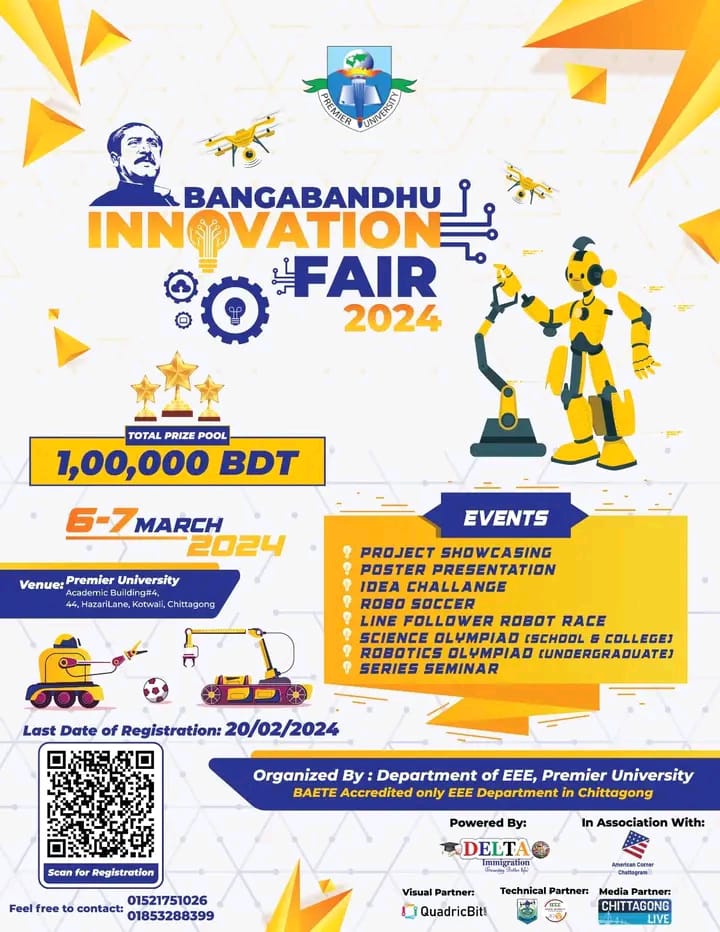 PREMIER UNIVERSITY
BANGABANDHU
INNOVATION
FAIR
2024
TOTAL PRIZE POOL
1,00,000 BDT
6-7 MARCH
2024
Venue: Premier University
Academic Building#4,
44, HazariLane, Kotwali, Chittagong
EVENTS
PROJECT SHOWCASING
POSTER PRESENTATION
IDEA CHALLANGE
ROBO SOCCER
LINE FOLLOWER ROBOT RACE
SCIENCE OLYMPIAD (SCHOOL & COLLEGE)
ROBOTICS OLYMPIAD (UNDERGRADUATE)
SERIES SEMINAR
Last Date of Registration: 20/02/2024
Scan for Registration
Feel free to contact: 01521751026
01853288399
Organized By : Department of EEE, Premier University
BAETE Accredited only EEE Department in Chittagong
Powered By:
DELTA
Immigration
In Association With:
American Corner
Chattogram
Visual Partner:
QuadricBit
Technical Partner:
IEEE
Media Partner:
CHITTAGONG
LIVE